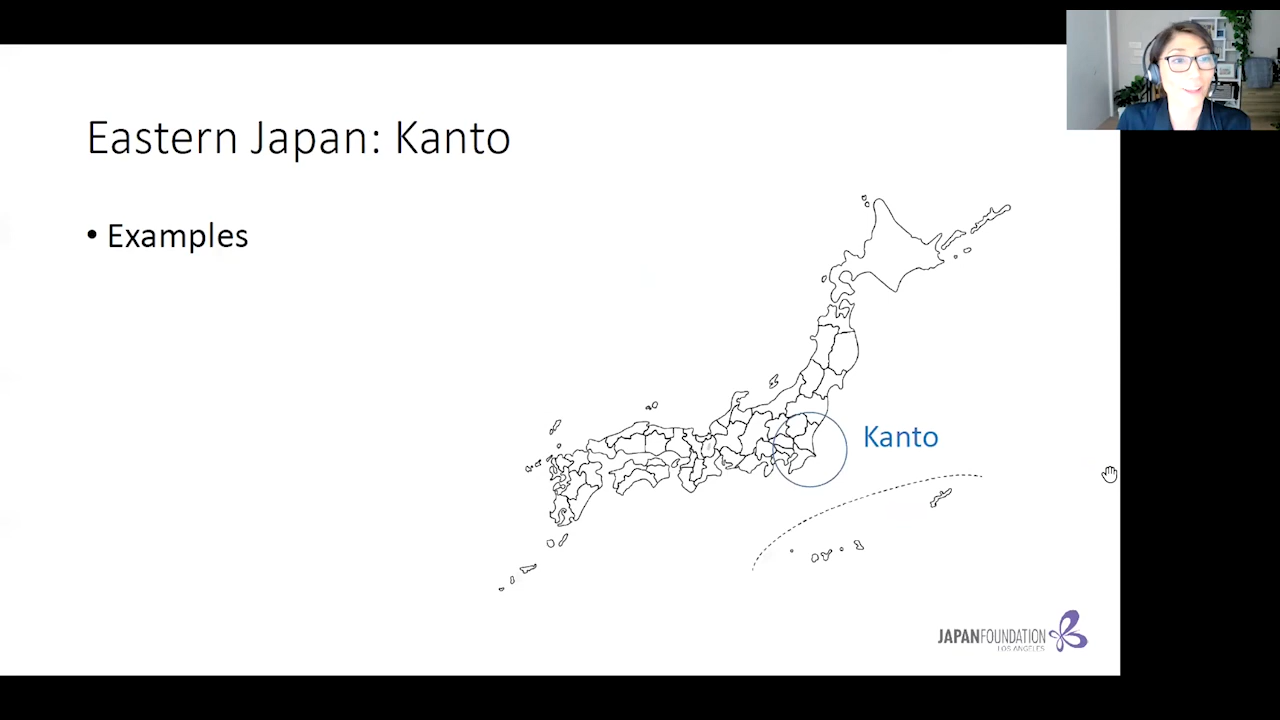 Eastern Japan: Kanto
• Examples
Kanto
JAPANFOUNDATION
LOS ANGELES